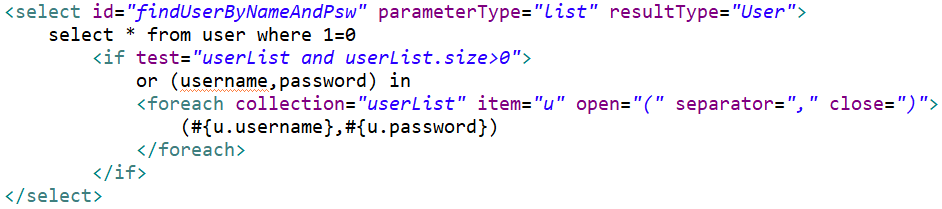 <select id="findUserByNameAndPsw" parameterType="list" resultType="User">
select * from user where 1=0
<if test="userList and userList.size>0">
or (username,password) in
<foreach collection="userList" item="u" open="(" separator="," close=")">
(#{u.username},#{u.password})
</foreach>
</if>
</select>